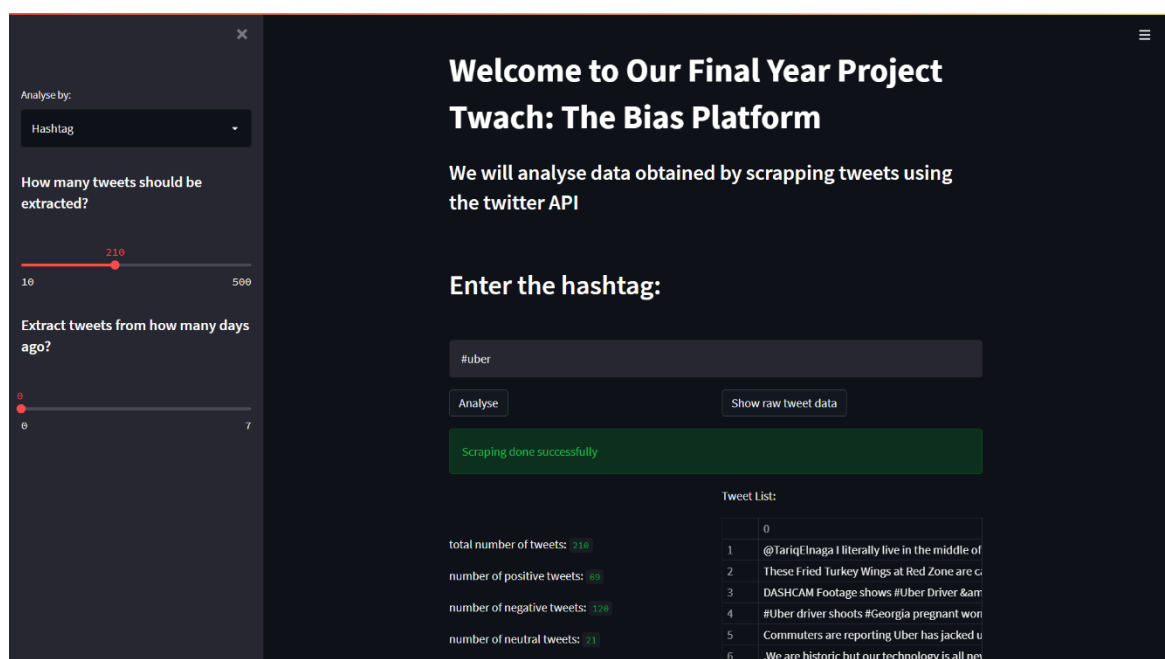 Analyse by:
Hashtag
How many tweets should be
extracted?
210
10 500
Extract tweets from how many days
ago?
0
0 7
Welcome to Our Final Year Project
Twach: The Bias Platform
We will analyse data obtained by scrapping tweets using
the twitter API
Enter the hashtag:
#uber
Analyse
Show raw tweet data
Scraping done successfully
total number of tweets: 210
number of positive tweets: 69
number of negative tweets: 120
number of neutral tweets: 21
Tweet List:
0
1 @TariqElnaga I literally live in the middle of
2 These Fried Turkey Wings at Red Zone are ca
3 DASHCAM Footage shows #Uber Driver &am
4 #Uber driver shoots #Georgia pregnant won
5 Commuters are reporting Uber has jacked u
6 .We are historic but our technology is all